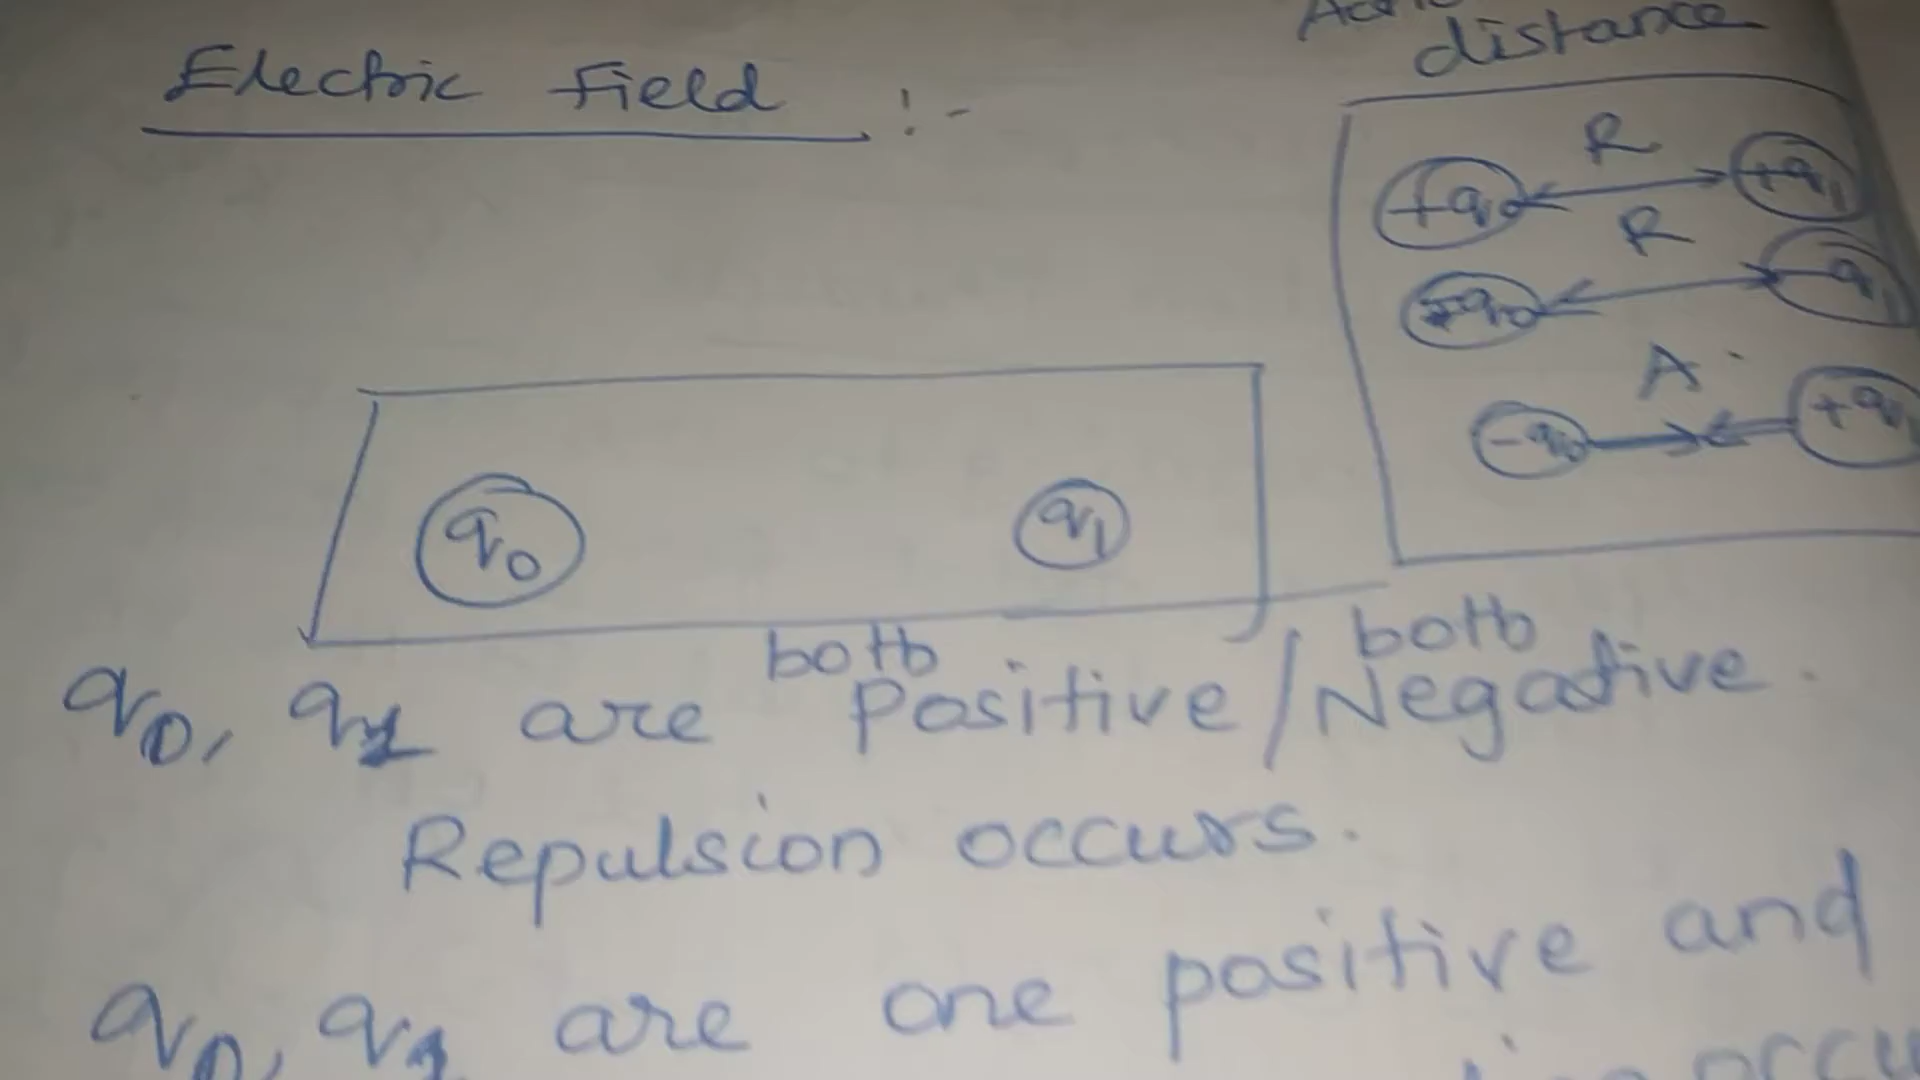 Electric Field :-
distance
R
+q0 +q1
R
q0 -q1
A
-q0 +q1
q0 q1
both both
q0, q1 are Positive/Negative.
Repulsion occurs.
q0, q1 are one positive and